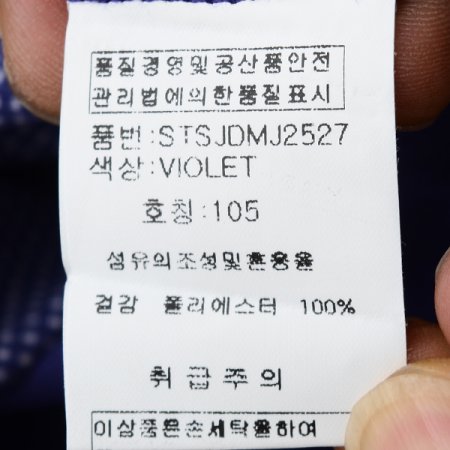 품질경영및공산품안전
관리법에의한품질표시
품번:STSJDMJ2527
색상:VIOLET
호칭:105
섬유의조성및혼용율
겉감 폴리에스터 100%
취급주의
이상품은손세탁을하여